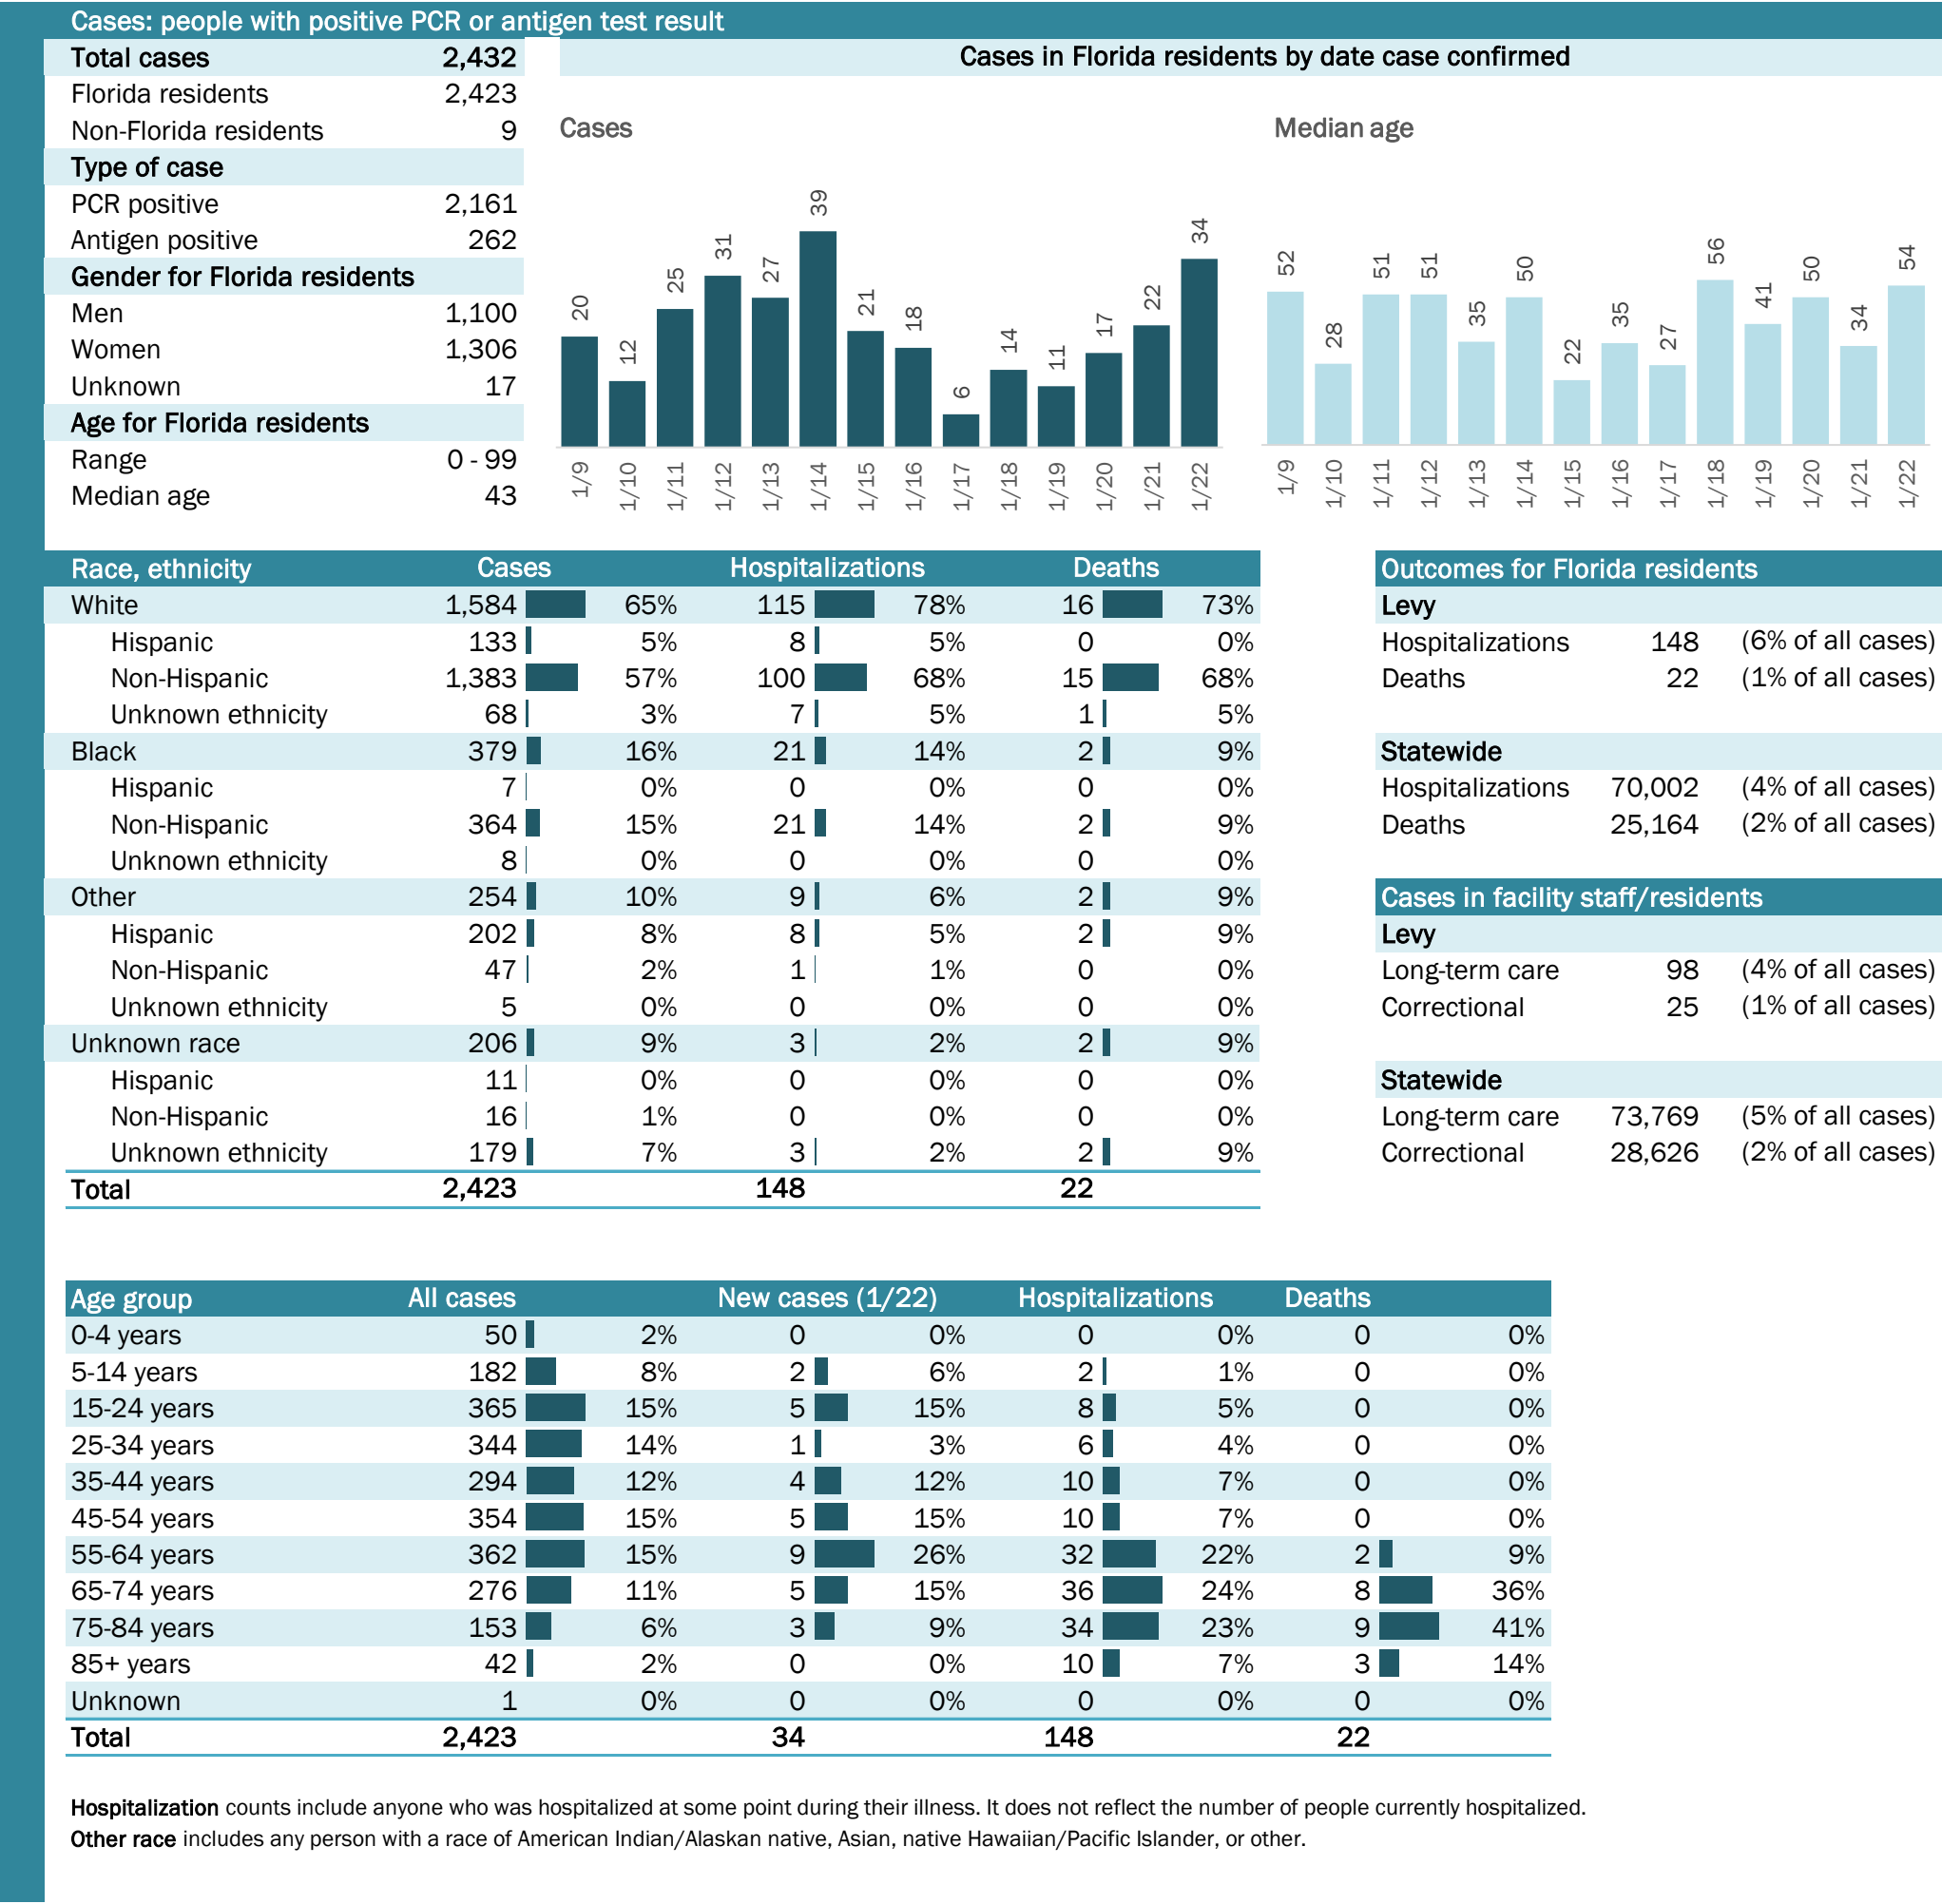 Cases: people with positive PCR or antigen test result
Total cases 2,432
Florida residents 2,423
Non-Florida residents 9
Type of case
PCR positive 2,161
Antigen positive 262
Gender for Florida residents
Men 1,100
Women 1,306
Unknown 17
Age for Florida residents
Range 0 - 99
Median age 43
Cases in Florida residents by date case confirmed
Cases
20 12 25 31 27 39 21 18 6 14 11 17 22 34
1/9 1/10 1/11 1/12 1/13 1/14 1/15 1/16 1/17 1/18 1/19 1/20 1/21 1/22
Median age
52 28 51 51 35 50 22 35 27 56 41 50 34 54
1/9 1/10 1/11 1/12 1/13 1/14 1/15 1/16 1/17 1/18 1/19 1/20 1/21 1/22
Race, ethnicity Cases Hospitalizations Deaths
White 1,584 65% 115 78% 16 73%
Hispanic 133 5% 8 5% 0 0%
Non-Hispanic 1,383 57% 100 68% 15 68%
Unknown ethnicity 68 3% 7 5% 1 5%
Black 379 16% 21 14% 2 9%
Hispanic 7 0% 0 0% 0 0%
Non-Hispanic 364 15% 21 14% 2 9%
Unknown ethnicity 8 0% 0 0% 0 0%
Other 254 10% 9 6% 2 9%
Hispanic 202 8% 8 5% 2 9%
Non-Hispanic 47 2% 1 1% 0 0%
Unknown ethnicity 5 0% 0 0% 0 0%
Unknown race 206 9% 3 2% 2 9%
Hispanic 11 0% 0 0% 0 0%
Non-Hispanic 16 1% 0 0% 0 0%
Unknown ethnicity 179 7% 3 2% 2 9%
Total 2,423 148 22
Outcomes for Florida residents
Levy
Hospitalizations 148 (6% of all cases)
Deaths 22 (1% of all cases)
Statewide
Hospitalizations 70,002 (4% of all cases)
Deaths 25,164 (2% of all cases)
Cases in facility staff/residents
Levy
Long-term care 98 (4% of all cases)
Correctional 25 (1% of all cases)
Statewide
Long-term care 73,769 (5% of all cases)
Correctional 28,626 (2% of all cases)
Age group All cases New cases (1/22) Hospitalizations Deaths
0-4 years 50 2% 0 0% 0 0% 0 0%
5-14 years 182 8% 2 6% 2 1% 0 0%
15-24 years 365 15% 5 15% 8 5% 0 0%
25-34 years 344 14% 1 3% 6 4% 0 0%
35-44 years 294 12% 4 12% 10 7% 0 0%
45-54 years 354 15% 5 15% 10 7% 0 0%
55-64 years 362 15% 9 26% 32 22% 2 9%
65-74 years 276 11% 5 15% 36 24% 8 36%
75-84 years 153 6% 3 9% 34 23% 9 41%
85+ years 42 2% 0 0% 10 7% 3 14%
Unknown 1 0% 0 0% 0 0% 0 0%
Total 2,423 34 148 22
Hospitalization counts include anyone who was hospitalized at some point during their illness. It does not reflect the number of people currently hospitalized.
Other race includes any person with a race of American Indian/Alaskan native, Asian, native Hawaiian/Pacific Islander, or other.